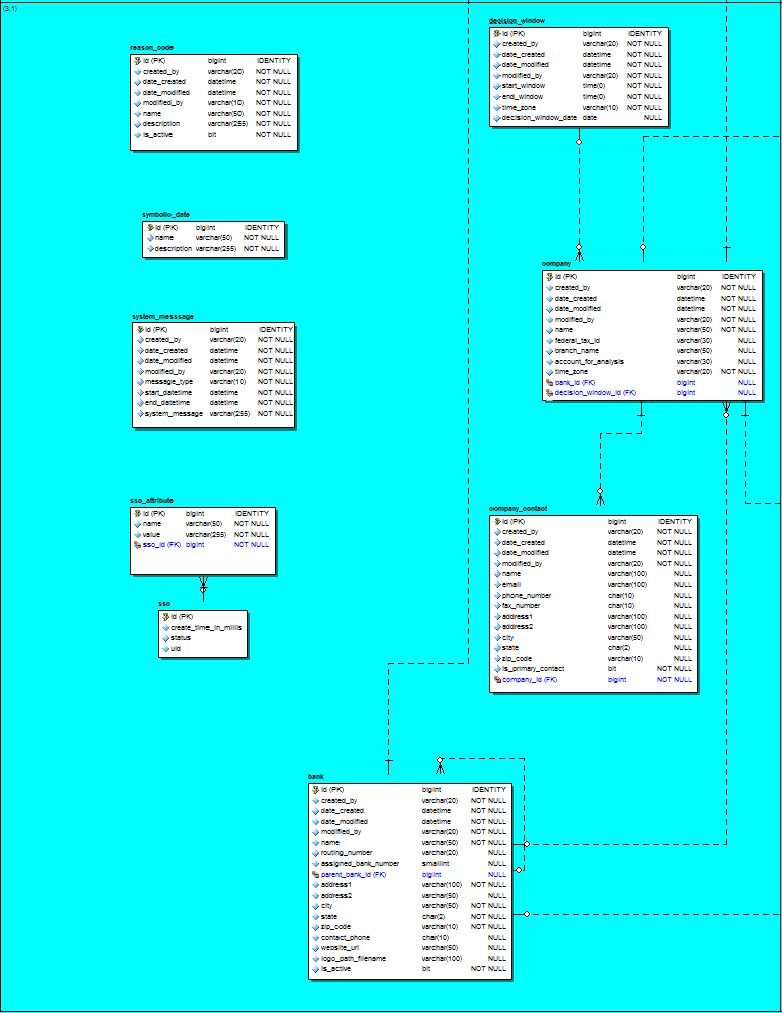 (3,1)
reason_code
id (PK) bigint IDENTITY
created_by varchar(20) NOT NULL
date_created datetime NOT NULL
date_modified datetime NOT NULL
modified_by varchar(10) NOT NULL
name varchar(50) NOT NULL
description varchar(255) NOT NULL
is_active bit NOT NULL
symbolic_date
id (PK) bigint IDENTITY
name varchar(50) NOT NULL
description varchar(255) NOT NULL
system_messsage
id (PK) bigint IDENTITY
created_by varchar(20) NOT NULL
date_created datetime NOT NULL
date_modified datetime NOT NULL
modified_by varchar(20) NOT NULL
message_type varchar(10) NOT NULL
start_datetime datetime NOT NULL
end_datetime datetime NOT NULL
system_message varchar(255) NOT NULL
sso_attribute
id (PK) bigint IDENTITY
name varchar(50) NOT NULL
value varchar(255) NOT NULL
sso_id (FK) bigint NOT NULL
sso
id (PK)
create_time_in_millis
status
uid
decision_window
id (PK) bigint IDENTITY
created_by varchar(20) NOT NULL
date_created datetime NOT NULL
date_modified datetime NOT NULL
modified_by varchar(20) NOT NULL
start_window time(0) NOT NULL
end_window time(0) NOT NULL
time_zone varchar(10) NOT NULL
decision_window_date date NULL
company
id (PK) bigint IDENTITY
created_by varchar(20) NOT NULL
date_created datetime NOT NULL
date_modified datetime NOT NULL
modified_by varchar(20) NOT NULL
name varchar(50) NOT NULL
federal_tax_id varchar(30) NULL
branch_name varchar(50) NULL
account_for_analysis varchar(30) NULL
time_zone varchar(20) NOT NULL
bank_id (FK) bigint NULL
decision_window_id (FK) bigint NULL
company_contact
id (PK) bigint IDENTITY
created_by varchar(20) NOT NULL
date_created datetime NOT NULL
date_modified datetime NOT NULL
modified_by varchar(20) NOT NULL
name varchar(100) NULL
email varchar(100) NULL
phone_number char(10) NULL
fax_number char(10) NULL
address1 varchar(100) NULL
address2 varchar(100) NULL
city varchar(50) NULL
state char(2) NULL
zip_code varchar(10) NULL
is_primary_contact bit NOT NULL
company_id (FK) bigint NOT NULL
bank
id (PK) bigint IDENTITY
created_by varchar(20) NOT NULL
date_created datetime NOT NULL
date_modified datetime NOT NULL
modified_by varchar(20) NOT NULL
name varchar(50) NOT NULL
routing_number varchar(20) NULL
assigned_bank_number smallint NULL
parent_bank_id (FK) bigint NULL
address1 varchar(100) NOT NULL
address2 varchar(50) NULL
city varchar(50) NOT NULL
state char(2) NOT NULL
zip_code varchar(10) NOT NULL
contact_phone char(10) NULL
website_url varchar(50) NULL
logo_path_filename varchar(100) NULL
is_active bit NOT NULL